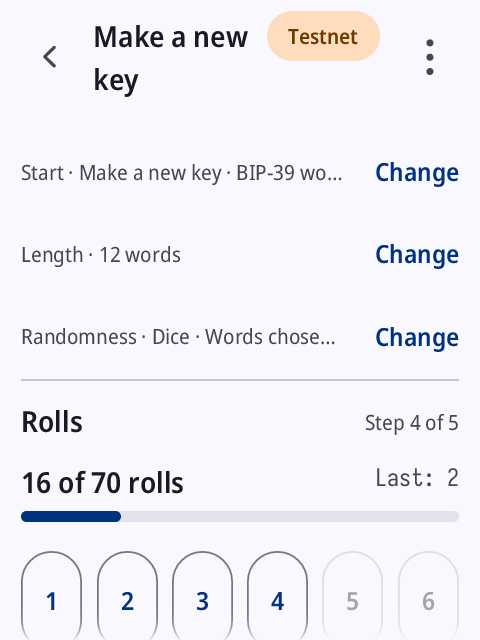 Make a new key
Testnet
Start · Make a new key · BIP-39 wo...
Change
Length · 12 words
Change
Randomness · Dice · Words chose...
Change
Rolls
Step 4 of 5
16 of 70 rolls
Last: 2
1 2 3 4 5 6